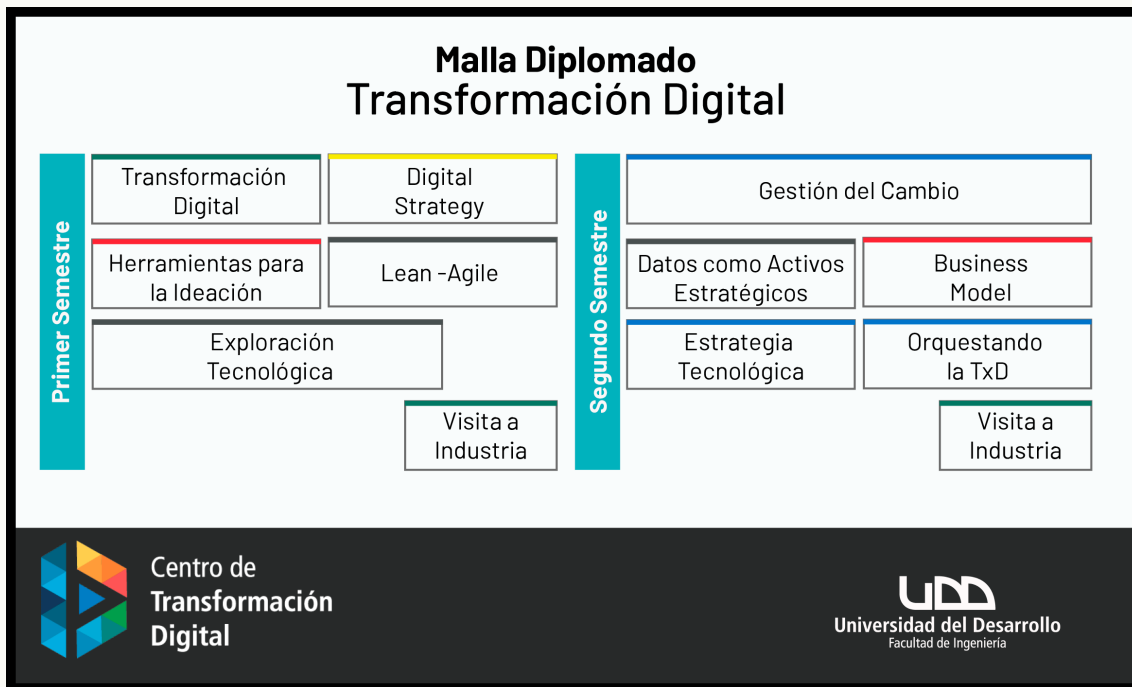 Malla Diplomado
Transformación Digital
Primer Semestre
Transformación
Digital
Digital
Strategy
Herramientas para
la Ideación
Lean -Agile
Exploración
Tecnológica
Visita a
Industria
Segundo Semestre
Gestión del Cambio
Datos como Activos
Estratégicos
Business
Model
Estrategia
Tecnológica
Orquestando
la TxD
Visita a
Industria
Centro de
Transformación
Digital
UDD
Universidad del Desarrollo
Facultad de Ingeniería